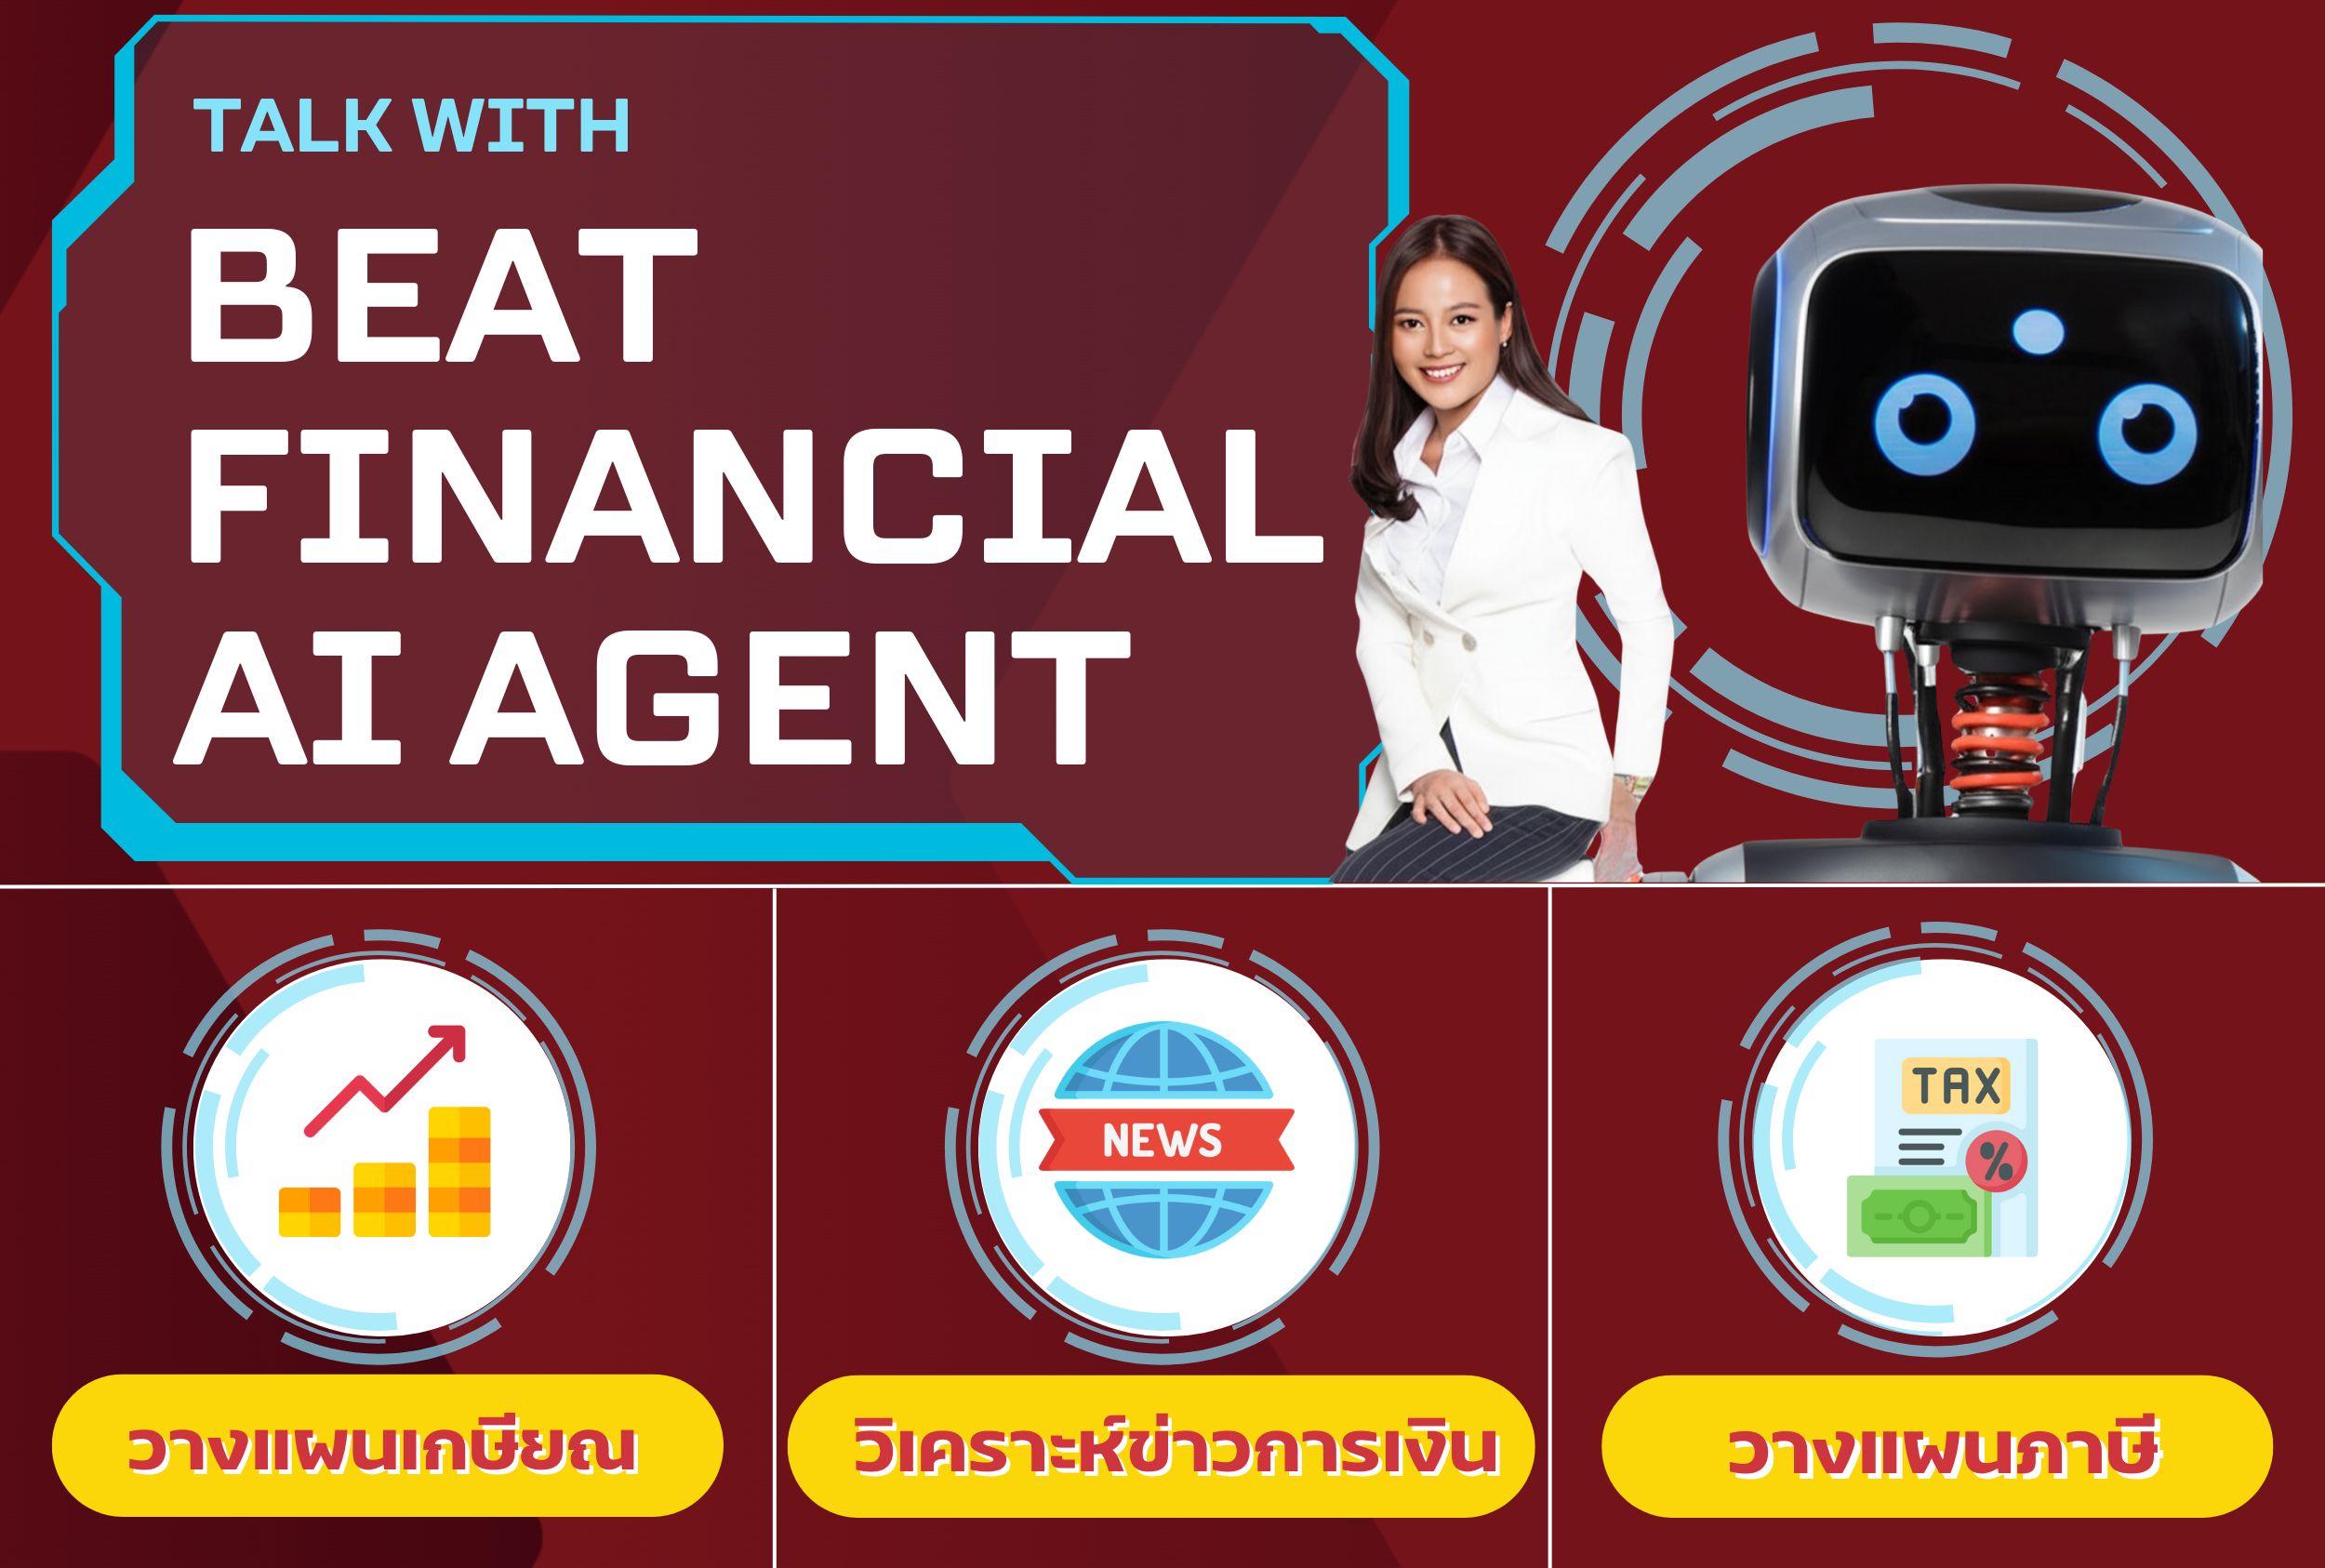 TALK WITH
BEAT
FINANCIAL
AI AGENT
NEWS
TAX
%
วางแผนเกษียณ
วิเคราะห์ข่าวการเงิน
วางแผนภาษี